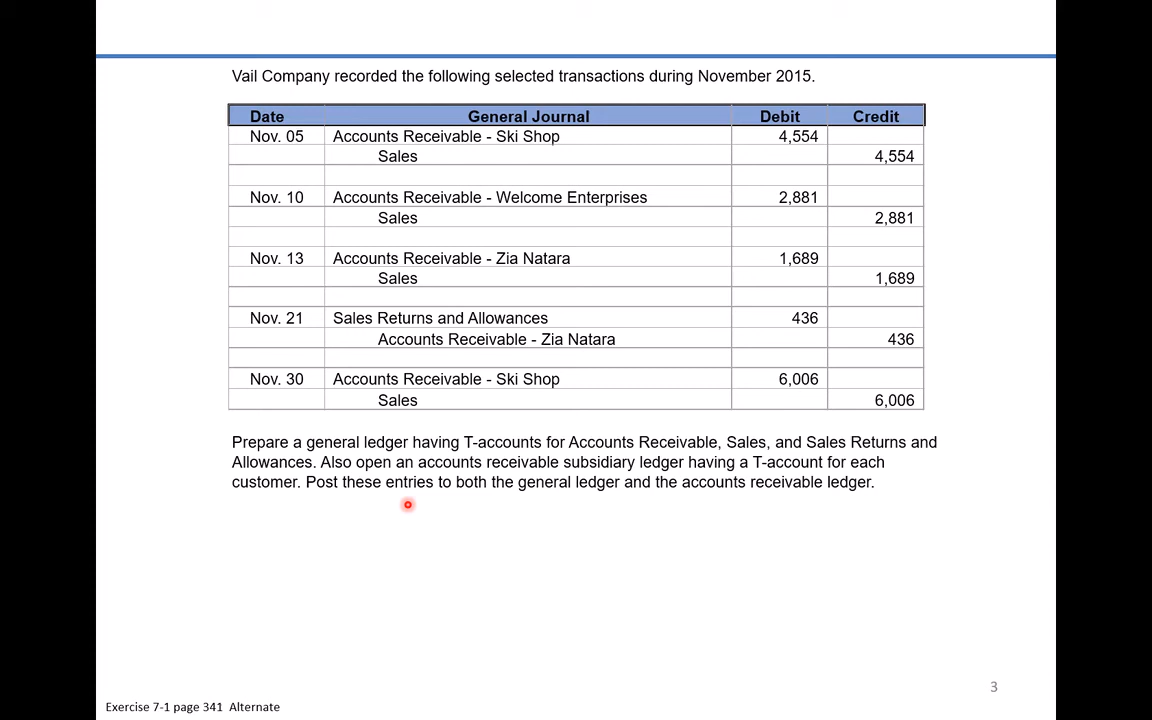 Vail Company recorded the following selected transactions during November 2015.
Date General Journal Debit Credit
Nov. 05 Accounts Receivable - Ski Shop 4,554
Sales 4,554
Nov. 10 Accounts Receivable - Welcome Enterprises 2,881
Sales 2,881
Nov. 13 Accounts Receivable - Zia Natara 1,689
Sales 1,689
Nov. 21 Sales Returns and Allowances 436
Accounts Receivable - Zia Natara 436
Nov. 30 Accounts Receivable - Ski Shop 6,006
Sales 6,006
Prepare a general ledger having T-accounts for Accounts Receivable, Sales, and Sales Returns and
Allowances. Also open an accounts receivable subsidiary ledger having a T-account for each
customer. Post these entries to both the general ledger and the accounts receivable ledger.
3
Exercise 7-1 page 341 Alternate